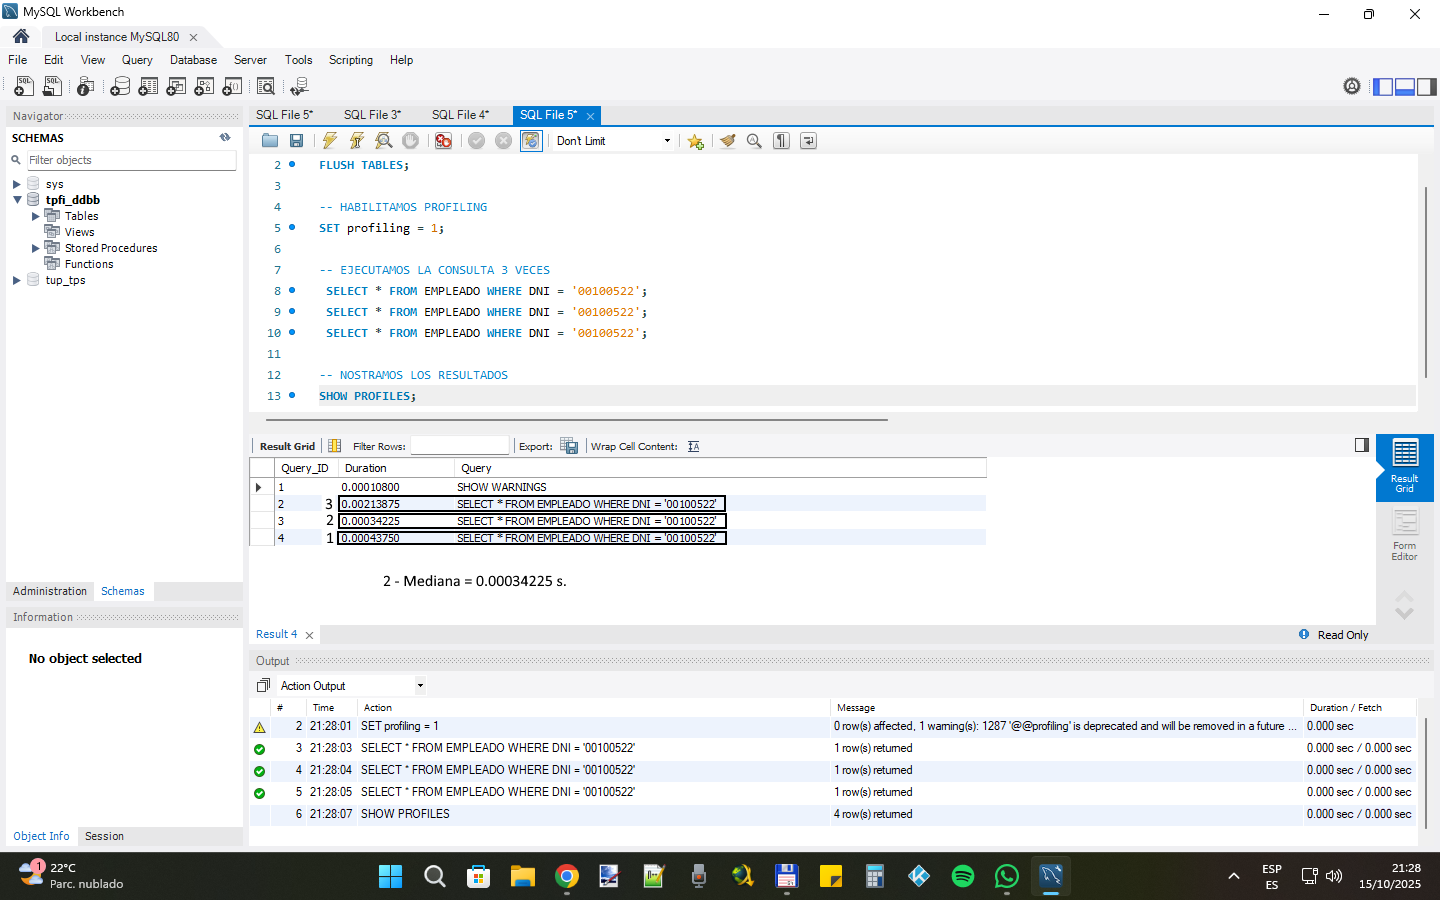 MySQL Workbench
Local instance MySQL80
File Edit View Query Database Server Tools Scripting Help
Navigator
SCHEMAS
Filter objects
sys
tpfi_ddbb
Tables
Views
Stored Procedures
Functions
tup_tps
Administration Schemas
Information
No object selected
Object Info Session
SQL File 5* SQL File 3* SQL File 4* SQL File 5*
Don't Limit
2 FLUSH TABLES;
3
4 -- HABILITAMOS PROFILING
5 SET profiling = 1;
6
7 -- EJECUTAMOS LA CONSULTA 3 VECES
8 SELECT * FROM EMPLEADO WHERE DNI = '00100522';
9 SELECT * FROM EMPLEADO WHERE DNI = '00100522';
10 SELECT * FROM EMPLEADO WHERE DNI = '00100522';
11
12 -- NOSTRAMOS LOS RESULTADOS
13 SHOW PROFILES;
Result Grid Filter Rows: Export: Wrap Cell Content:
Query_ID Duration Query
1 0.00010800 SHOW WARNINGS
2 3 0.00213875 SELECT * FROM EMPLEADO WHERE DNI = '00100522'
3 2 0.00034225 SELECT * FROM EMPLEADO WHERE DNI = '00100522'
4 1 0.00043750 SELECT * FROM EMPLEADO WHERE DNI = '00100522'
2 - Mediana = 0.00034225 s.
Result Grid
Form Editor
Result 4
Read Only
Output
Action Output
# Time Action Message Duration / Fetch
2 21:28:01 SET profiling = 1 0 row(s) affected, 1 warning(s): 1287 '@@profiling' is deprecated and will be removed in a future ... 0.000 sec
3 21:28:03 SELECT * FROM EMPLEADO WHERE DNI = '00100522' 1 row(s) returned 0.000 sec / 0.000 sec
4 21:28:04 SELECT * FROM EMPLEADO WHERE DNI = '00100522' 1 row(s) returned 0.000 sec / 0.000 sec
5 21:28:05 SELECT * FROM EMPLEADO WHERE DNI = '00100522' 1 row(s) returned 0.000 sec / 0.000 sec
6 21:28:07 SHOW PROFILES 4 row(s) returned 0.000 sec / 0.000 sec
1
22°C
Parc. nublado
ESP
ES
21:28
15/10/2025